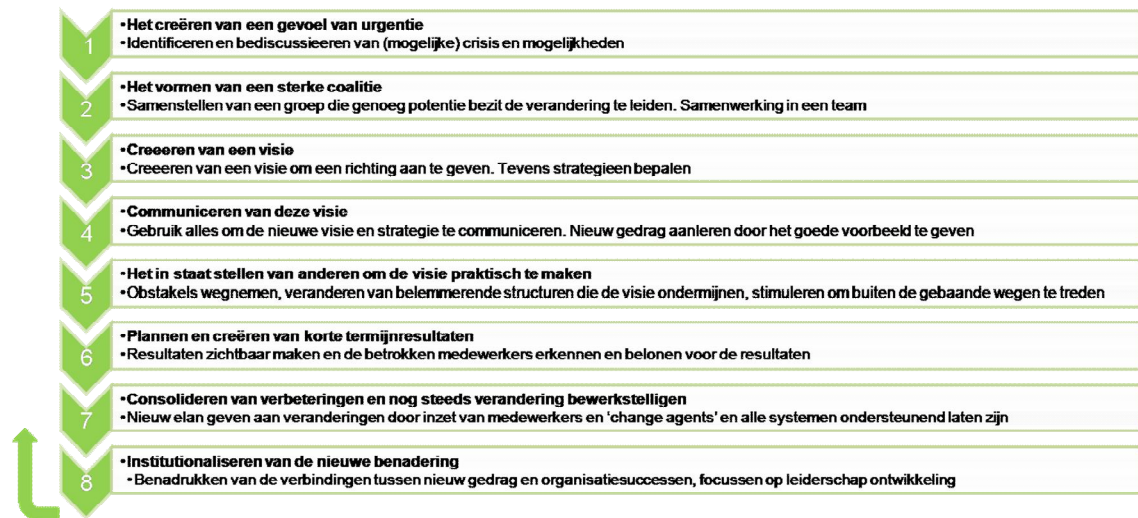 1
•Het creëren van een gevoel van urgentie
•Identificeren en bediscussieeren van (mogelijke) crisis en mogelijkheden
2
•Het vormen van een sterke coalitie
•Samenstellen van een groep die genoeg potentie bezit de verandering te leiden. Samenwerking in een team
3
•Creeeren van een visie
•Creeeren van een visie om een richting aan te geven. Tevens strategieen bepalen
4
•Communiceren van deze visie
•Gebruik alles om de nieuwe visie en strategie te communiceren. Nieuw gedrag aanleren door het goede voorbeeld te geven
5
•Het in staat stellen van anderen om de visie praktisch te maken
•Obstakels wegnemen, veranderen van belemmerende structuren die de visie ondermijnen, stimuleren om buiten de gebaande wegen te treden
6
•Plannen en creëren van korte termijnresultaten
•Resultaten zichtbaar maken en de betrokken medewerkers erkennen en belonen voor de resultaten
7
•Consolideren van verbeteringen en nog steeds verandering bewerkstelligen
•Nieuw elan geven aan veranderingen door inzet van medewerkers en ‘change agents’ en alle systemen ondersteunend laten zijn
8
•Institutionaliseren van de nieuwe benadering
•Benadrukken van de verbindingen tussen nieuw gedrag en organisatiesuccessen, focussen op leiderschap ontwikkeling